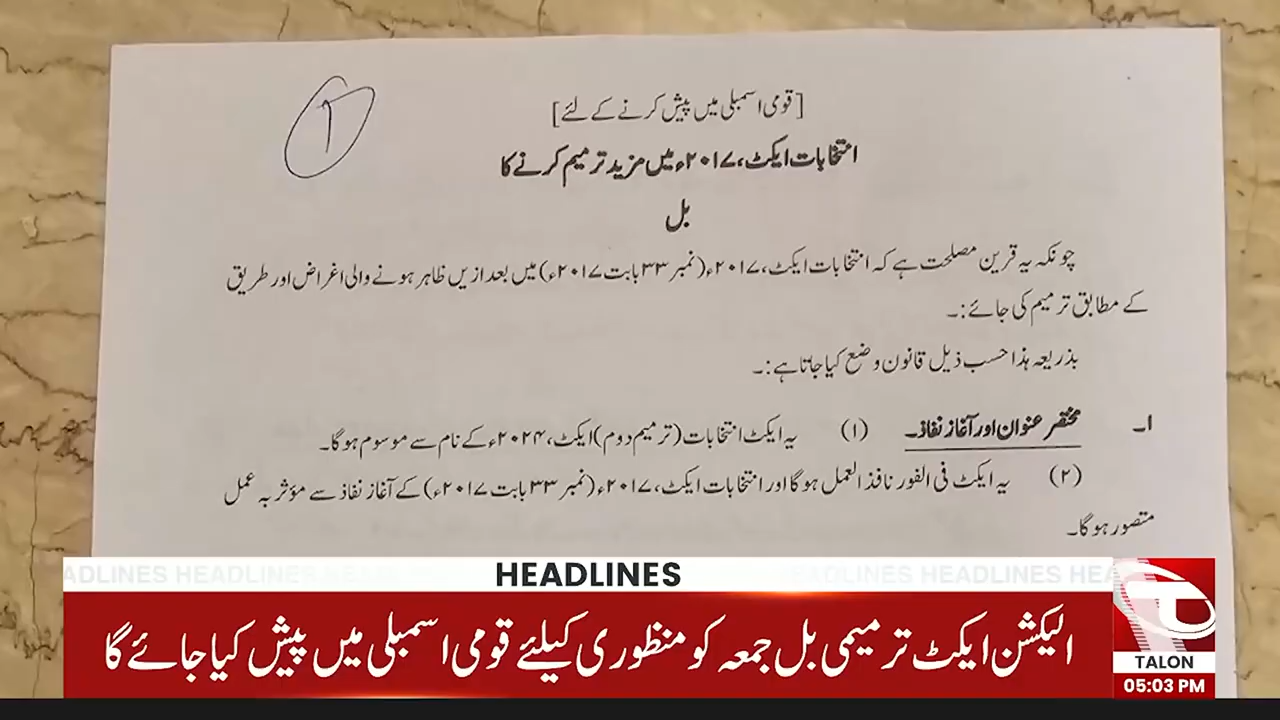 [قومی اسمبلی میں پیش کرنے کے لئے]
انتخابات ایکٹ، ۲۰۱۷ء میں مزید ترمیم کرنے کا
بل
چونکہ یہ قرین مصلحت ہے کہ انتخابات ایکٹ، ۲۰۱۷ء (نمبر ۳۳ بابت ۲۰۱۷ء) میں بعد ازیں ظاہر ہونے والی اغراض اور طریق
کے مطابق ترمیم کی جائے:۔
بذریعہ ہذا حسب ذیل قانون وضع کیا جاتا ہے:۔
۱۔ مختصر عنوان اور آغاز نفاذ۔ (۱) یہ ایکٹ انتخابات (ترمیم دوم) ایکٹ، ۲۰۲۴ء کے نام سے موسوم ہوگا۔
(۲) یہ ایکٹ فی الفور نافذ العمل ہوگا اور انتخابات ایکٹ، ۲۰۱۷ء (نمبر ۳۳ بابت ۲۰۱۷ء) کے آغاز نفاذ سے مؤثر بہ عمل
متصور ہوگا۔
HEADLINES HEADLINES HEADLINES
الیکشن ایکٹ ترمیمی بل جمعہ کو منظوری کیلئے قومی اسمبلی میں پیش کیا جائے گا
TALON
05:03 PM